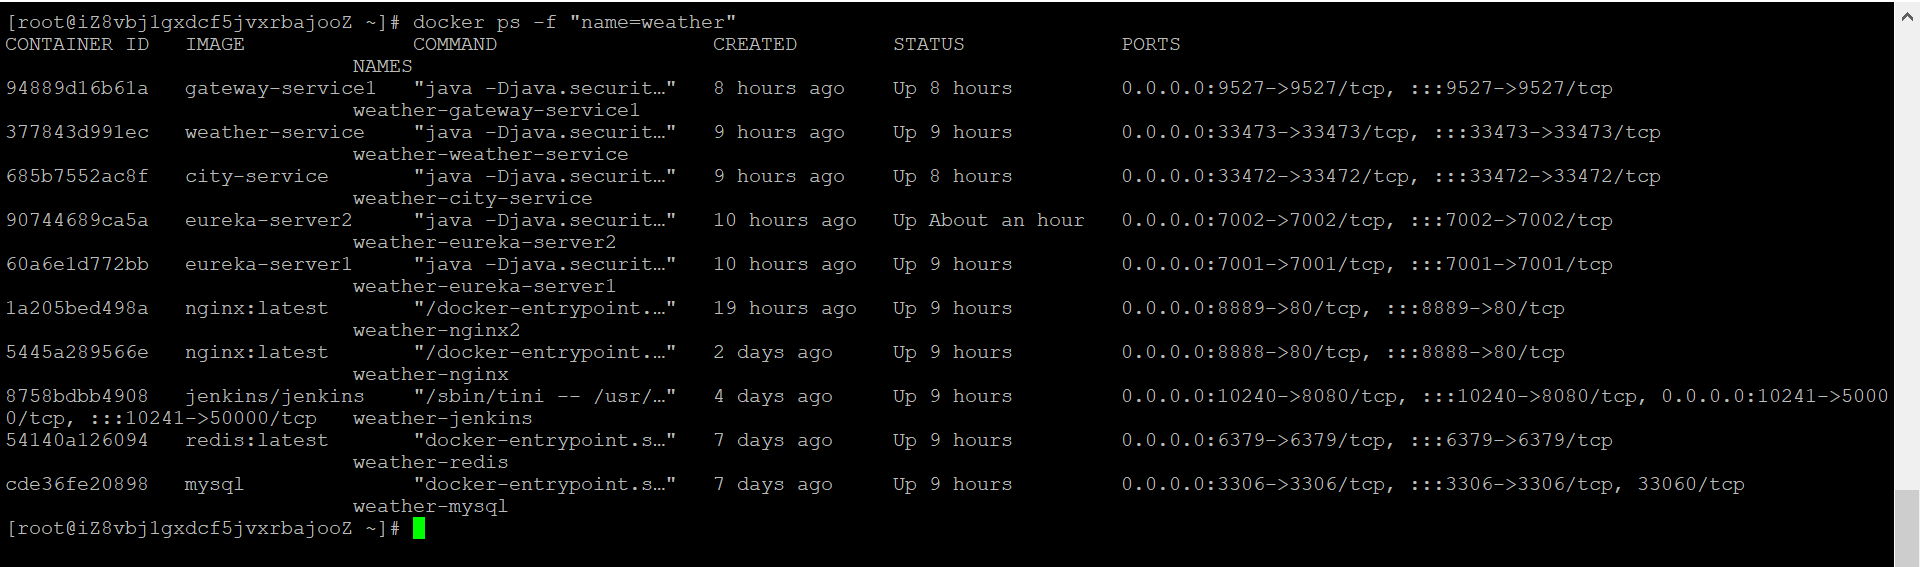 [root@iZ8vbj1gxdcf5jvxrbajooZ ~]# docker ps -f "name=weather"
CONTAINER ID   IMAGE              COMMAND                  CREATED        STATUS             PORTS
                             NAMES
94889d16b61a   gateway-service1   "java -Djava.securit…"   8 hours ago    Up 8 hours         0.0.0.0:9527->9527/tcp, :::9527->9527/tcp
                             weather-gateway-service1
377843d991ec   weather-service    "java -Djava.securit…"   9 hours ago    Up 9 hours         0.0.0.0:33473->33473/tcp, :::33473->33473/tcp
                             weather-weather-service
685b7552ac8f   city-service       "java -Djava.securit…"   9 hours ago    Up 8 hours         0.0.0.0:33472->33472/tcp, :::33472->33472/tcp
                             weather-city-service
90744689ca5a   eureka-server2     "java -Djava.securit…"   10 hours ago   Up About an hour   0.0.0.0:7002->7002/tcp, :::7002->7002/tcp
                             weather-eureka-server2
60a6e1d772bb   eureka-server1     "java -Djava.securit…"   10 hours ago   Up 9 hours         0.0.0.0:7001->7001/tcp, :::7001->7001/tcp
                             weather-eureka-server1
1a205bed498a   nginx:latest       "/docker-entrypoint.…"   19 hours ago   Up 9 hours         0.0.0.0:8889->80/tcp, :::8889->80/tcp
                             weather-nginx2
5445a289566e   nginx:latest       "/docker-entrypoint.…"   2 days ago     Up 9 hours         0.0.0.0:8888->80/tcp, :::8888->80/tcp
                             weather-nginx
8758bdbb4908   jenkins/jenkins    "/sbin/tini -- /usr/…"   4 days ago     Up 9 hours         0.0.0.0:10240->8080/tcp, :::10240->8080/tcp, 0.0.0.0:10241->5000
0/tcp, :::10241->50000/tcp   weather-jenkins
54140a126094   redis:latest       "docker-entrypoint.s…"   7 days ago     Up 9 hours         0.0.0.0:6379->6379/tcp, :::6379->6379/tcp
                             weather-redis
cde36fe20898   mysql              "docker-entrypoint.s…"   7 days ago     Up 9 hours         0.0.0.0:3306->3306/tcp, :::3306->3306/tcp, 33060/tcp
                             weather-mysql
[root@iZ8vbj1gxdcf5jvxrbajooZ ~]#